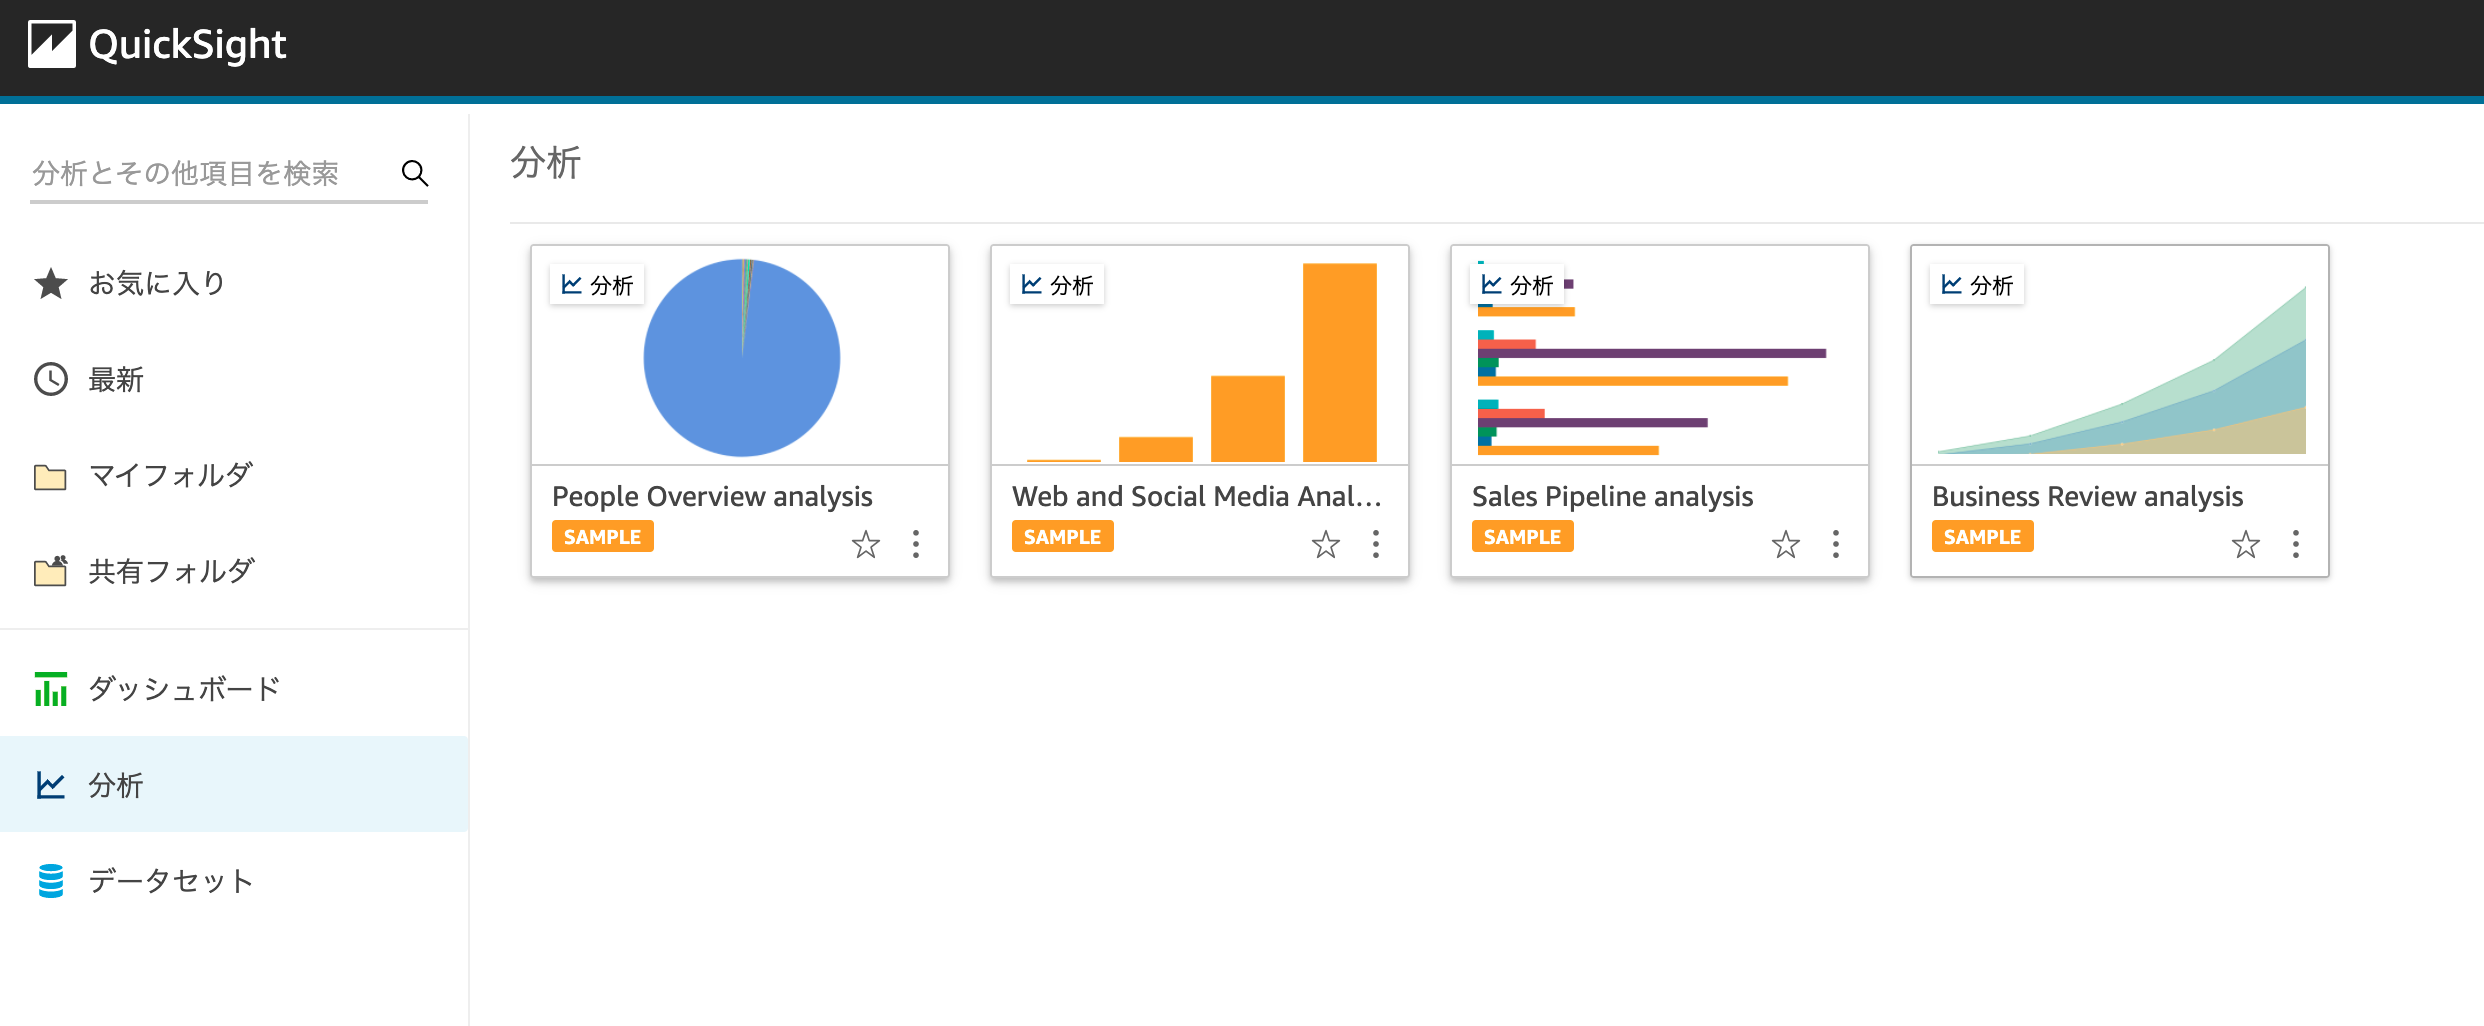 QuickSight
分析とその他項目を検索
お気に入り
最新
マイフォルダ
共有フォルダ
ダッシュボード
分析
データセット
分析
分析
People Overview analysis
SAMPLE
分析
Web and Social Media Anal...
SAMPLE
分析
Sales Pipeline analysis
SAMPLE
分析
Business Review analysis
SAMPLE